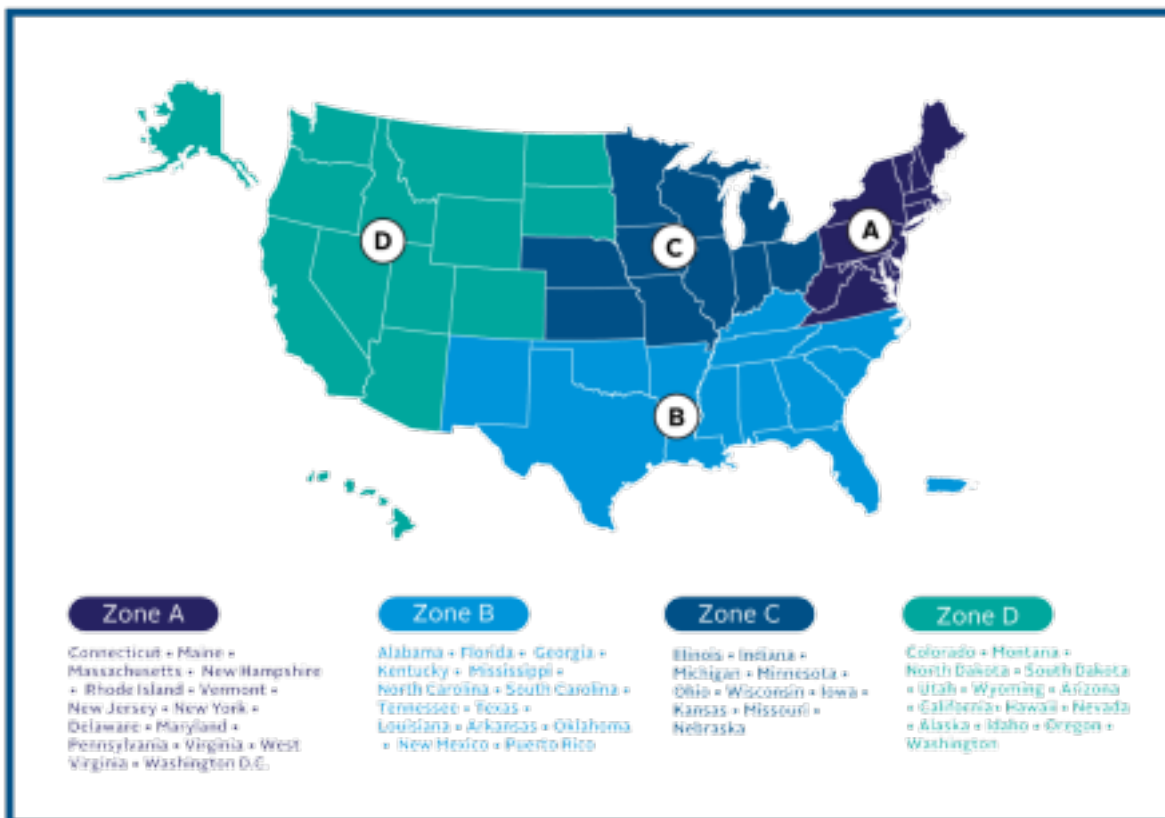 D
C
A
B
Zone A
Connecticut • Maine •
Massachusetts • New Hampshire
• Rhode Island • Vermont •
New Jersey • New York •
Delaware • Maryland •
Pennsylvania • Virginia • West
Virginia • Washington D.C.
Zone B
Alabama • Florida • Georgia •
Kentucky • Mississippi •
North Carolina • South Carolina •
Tennessee • Texas •
Louisiana • Arkansas • Oklahoma
• New Mexico • Puerto Rico
Zone C
Illinois • Indiana •
Michigan • Minnesota •
Ohio • Wisconsin • Iowa •
Kansas • Missouri •
Nebraska
Zone D
Colorado • Montana •
North Dakota • South Dakota
• Utah • Wyoming • Arizona
• California• Hawaii • Nevada
• Alaska • Idaho • Oregon •
Washington